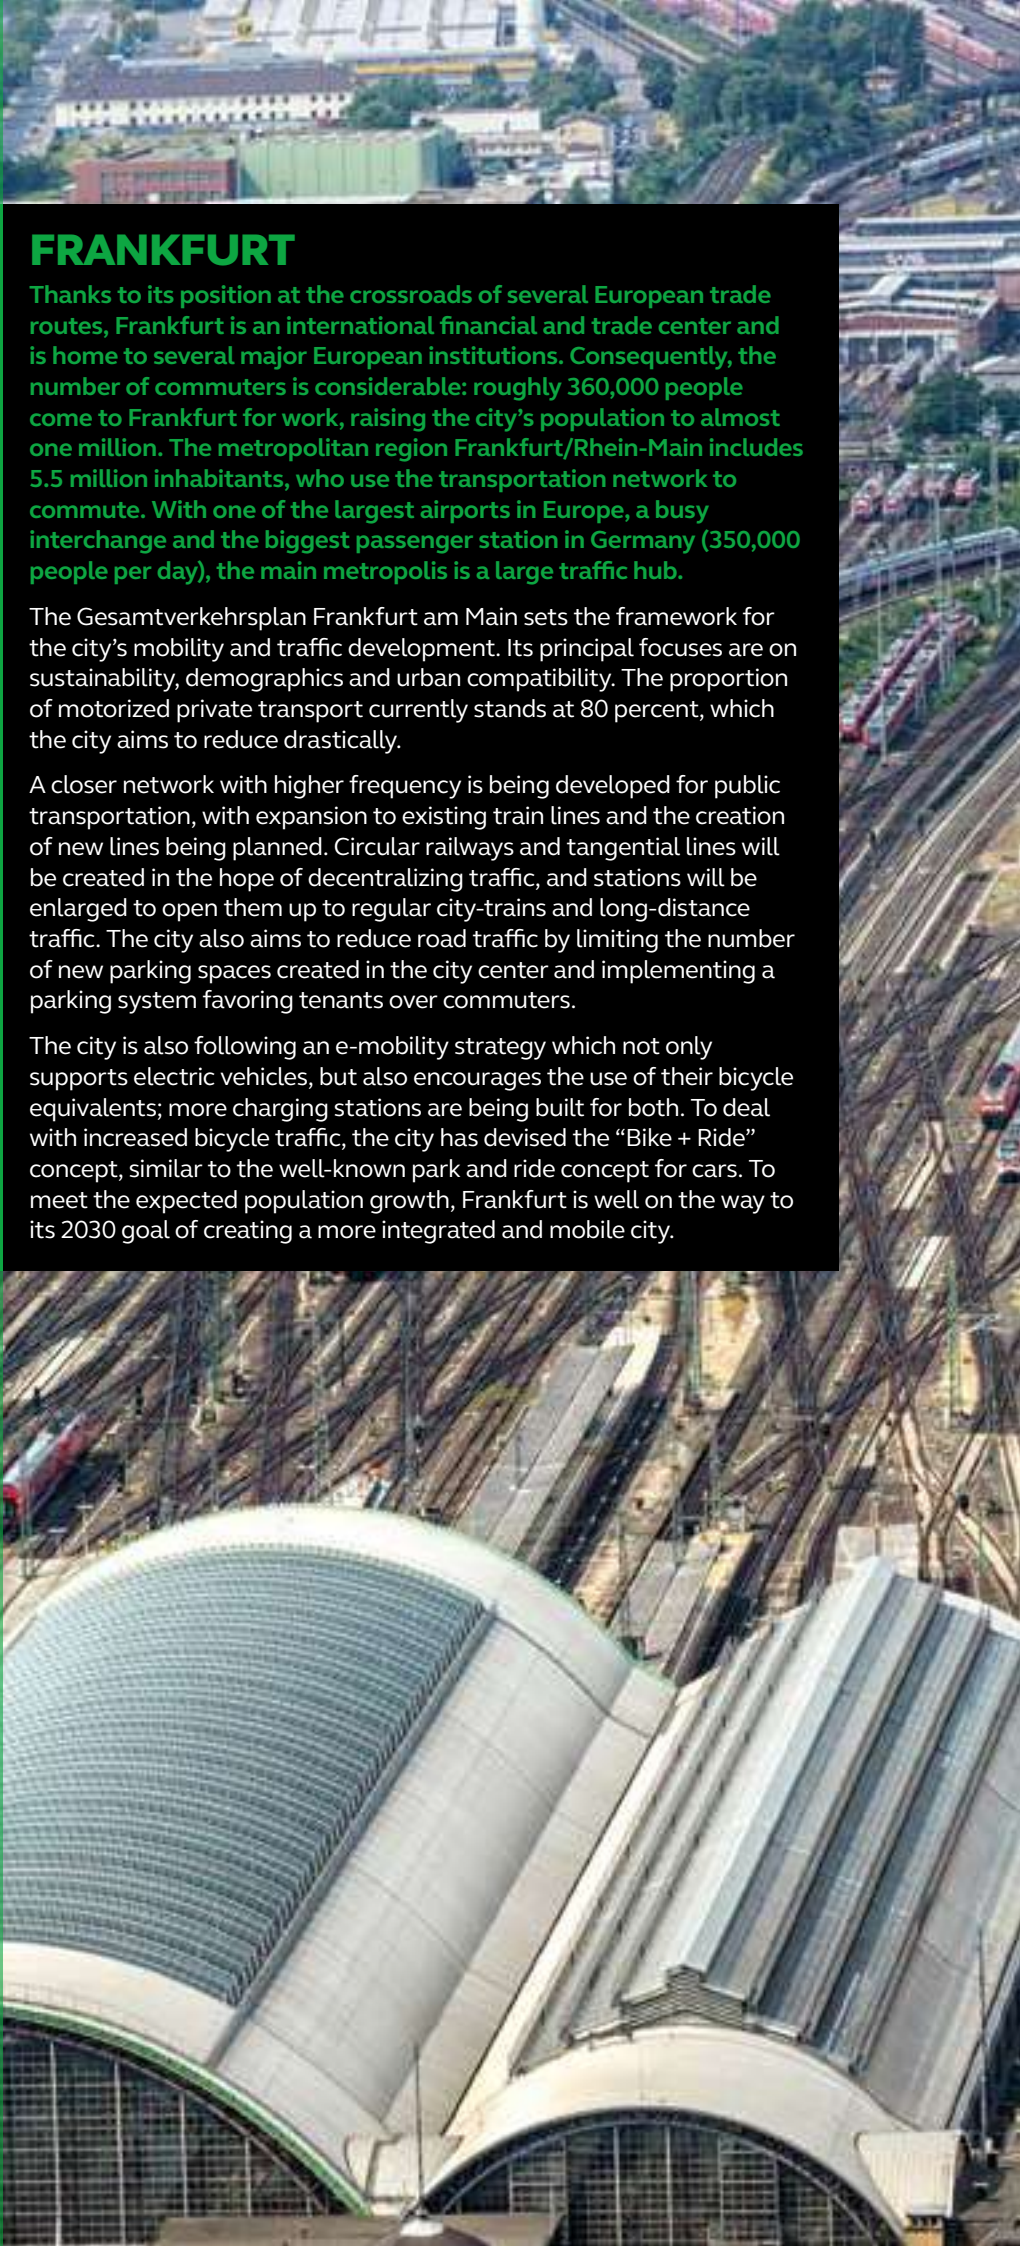 FRANKFURT
Thanks to its position at the crossroads of several European trade
routes, Frankfurt is an international financial and trade center and
is home to several major European institutions. Consequently, the
number of commuters is considerable: roughly 360,000 people
come to Frankfurt for work, raising the city’s population to almost
one million. The metropolitan region Frankfurt/Rhein-Main includes
5.5 million inhabitants, who use the transportation network to
commute. With one of the largest airports in Europe, a busy
interchange and the biggest passenger station in Germany (350,000
people per day), the main metropolis is a large traffic hub.
The Gesamtverkehrsplan Frankfurt am Main sets the framework for
the city’s mobility and traffic development. Its principal focuses are on
sustainability, demographics and urban compatibility. The proportion
of motorized private transport currently stands at 80 percent, which
the city aims to reduce drastically.
A closer network with higher frequency is being developed for public
transportation, with expansion to existing train lines and the creation
of new lines being planned. Circular railways and tangential lines will
be created in the hope of decentralizing traffic, and stations will be
enlarged to open them up to regular city-trains and long-distance
traffic. The city also aims to reduce road traffic by limiting the number
of new parking spaces created in the city center and implementing a
parking system favoring tenants over commuters.
The city is also following an e-mobility strategy which not only
supports electric vehicles, but also encourages the use of their bicycle
equivalents; more charging stations are being built for both. To deal
with increased bicycle traffic, the city has devised the “Bike + Ride”
concept, similar to the well-known park and ride concept for cars. To
meet the expected population growth, Frankfurt is well on the way to
its 2030 goal of creating a more integrated and mobile city.